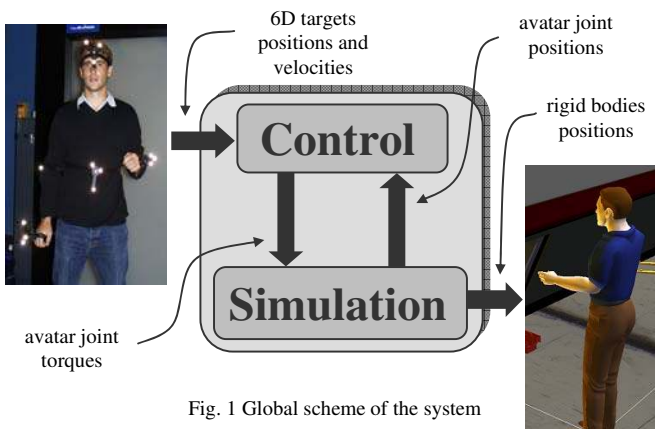 6D targets
positions and
velocities
avatar joint
positions
rigid bodies
positions
Control
Simulation
avatar joint
torques
Fig. 1 Global scheme of the system